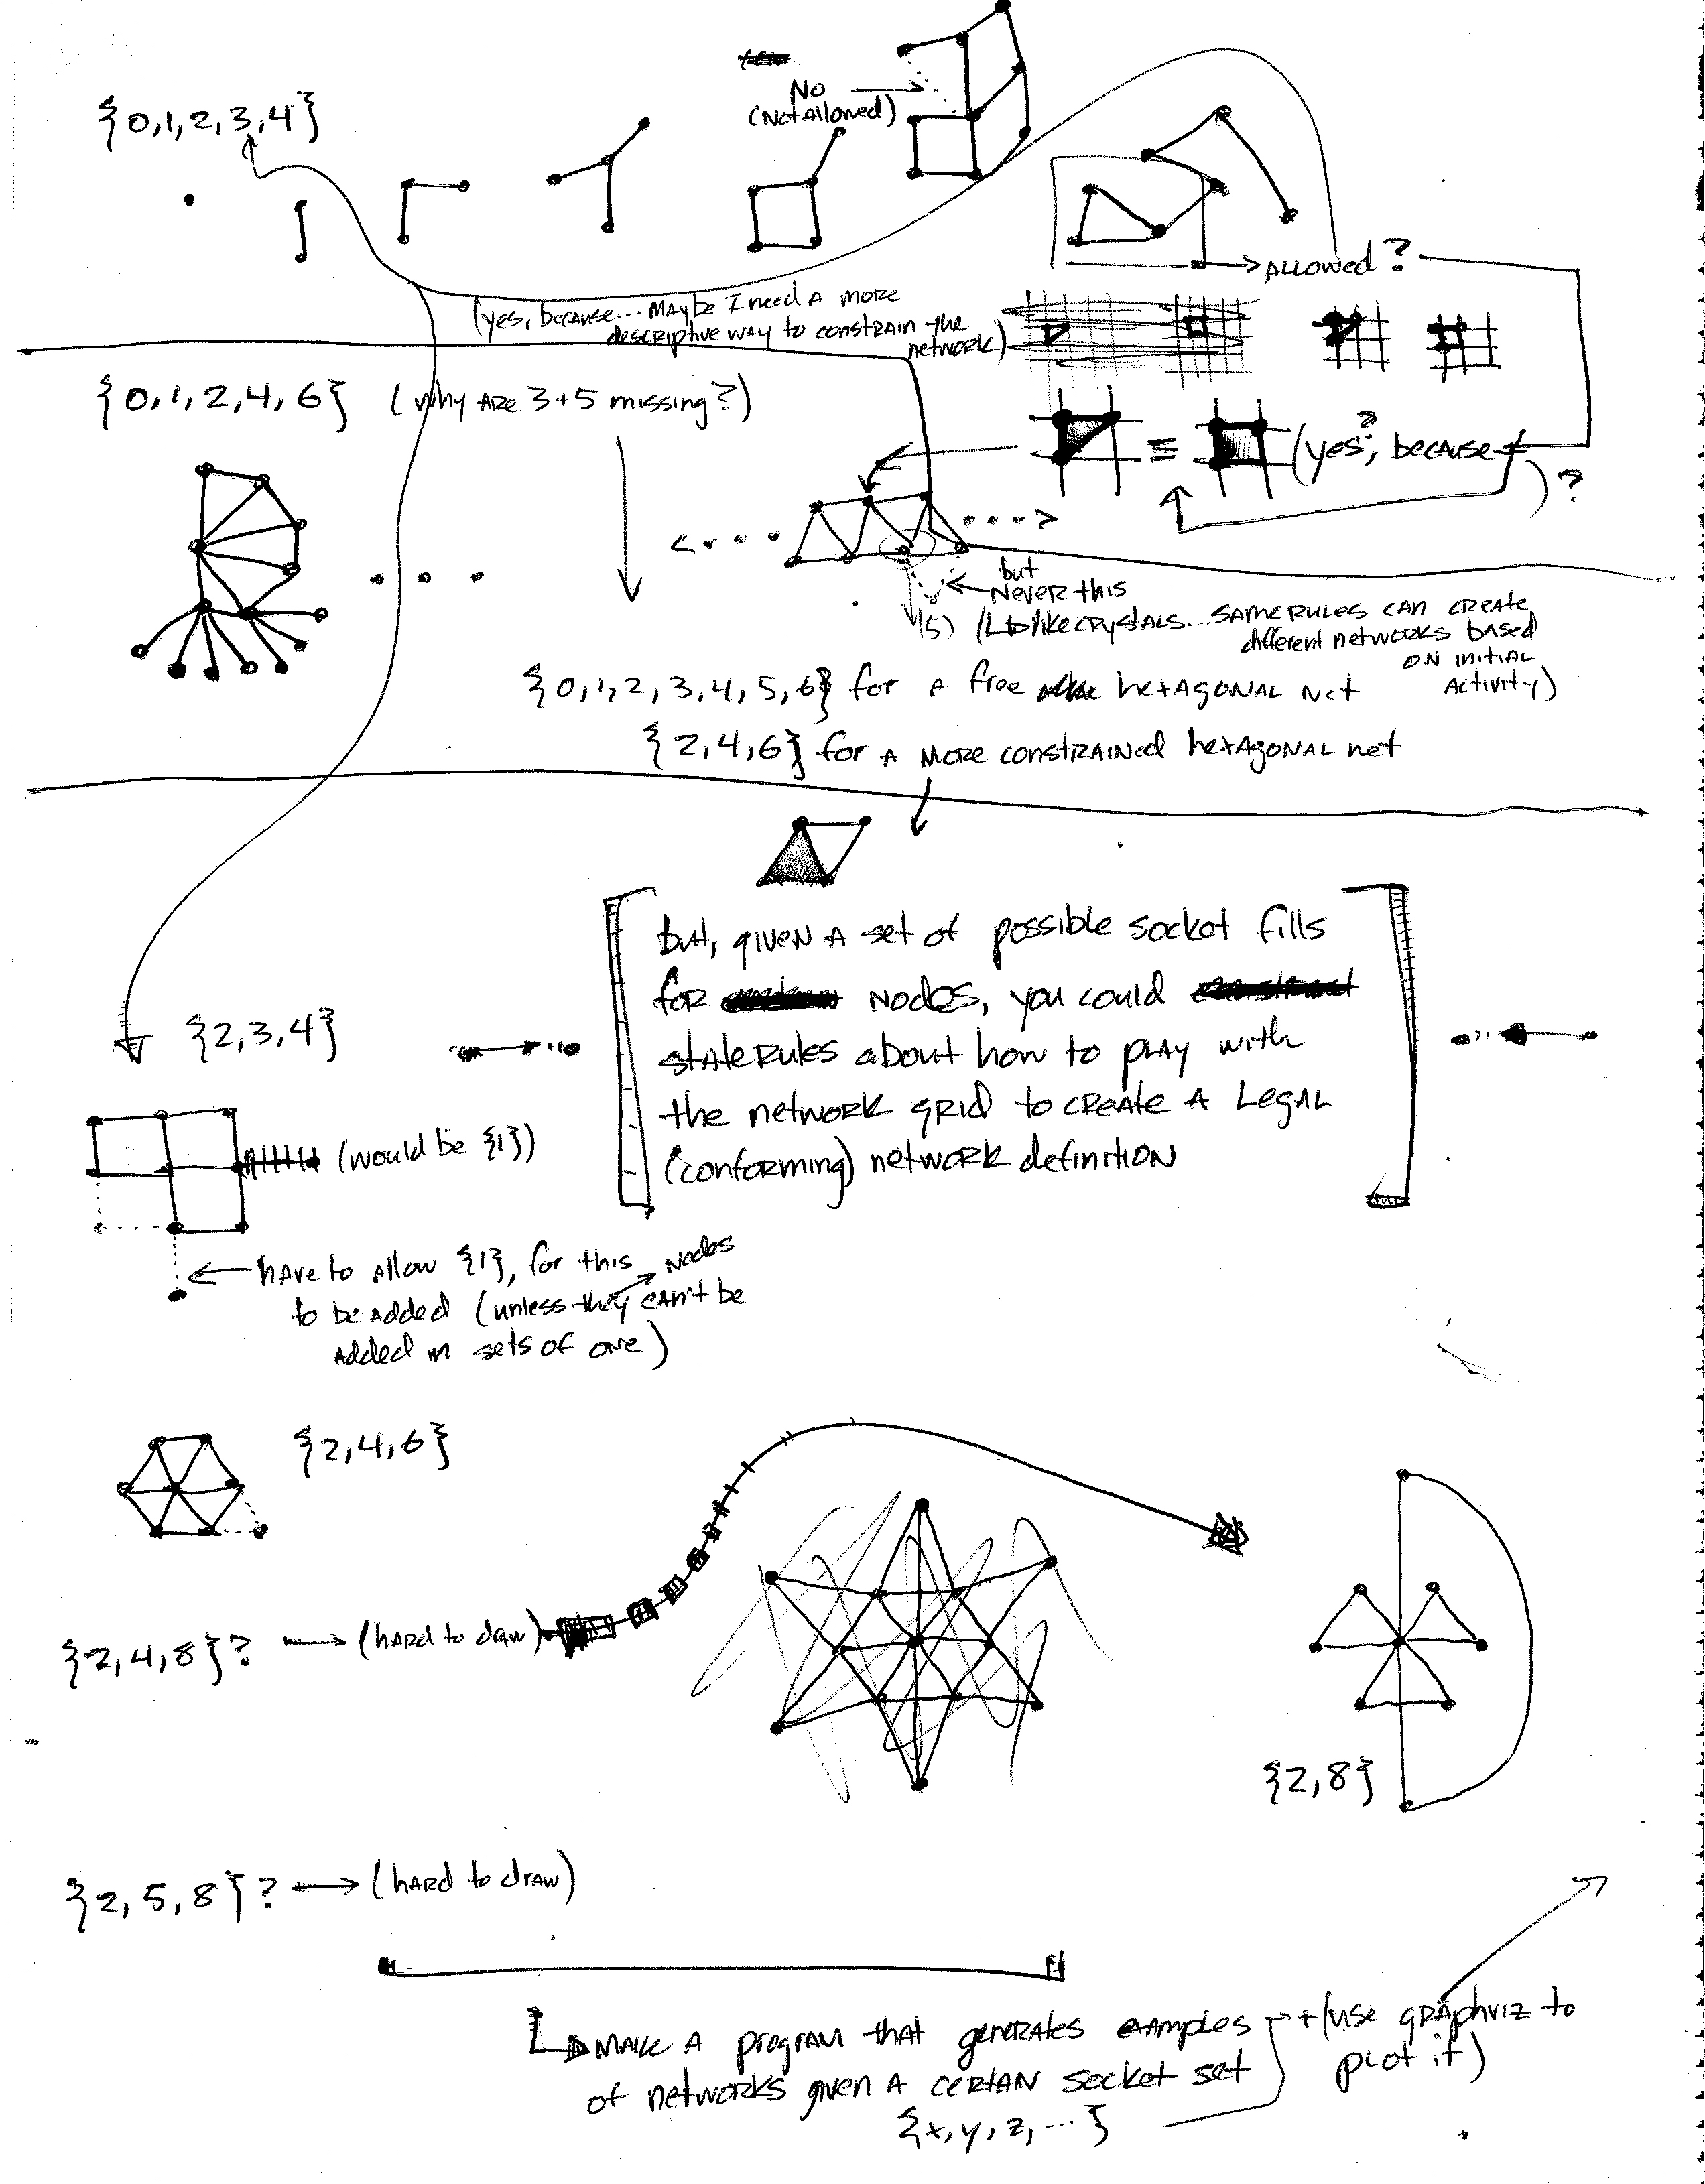 No
(Not Allowed)
{0,1,2,3,4}
ALLOWED?
(yes, because... Maybe I need a more
descriptive way to constrain the
network)
{0,1,2,4,6} (why are 3+5 missing?)
≡ (yes?, because
) ?
but
Never this
(5) (like crystals... same rules can create
different networks based
on initial
activity)
{0,1,2,3,4,5,6} for a free hexagonal net
{2,4,6} for a more constrained hexagonal net
but, given a set of possible socket fills
for nodes, you could
state rules about how to play with
the network grid to create a legal
(conforming) network definition
{2,3,4}
(would be {1})
have to allow {1}, for this nodes
to be added (unless they can't be
added in sets of one)
{2,4,6}
{2,4,8}? → (hard to draw)
{2,8}
{2,5,8}? → (hard to draw)
Make a program that generates examples
of networks given a certain socket set
{x,y,z,...}
+ (use graphviz to
plot it)